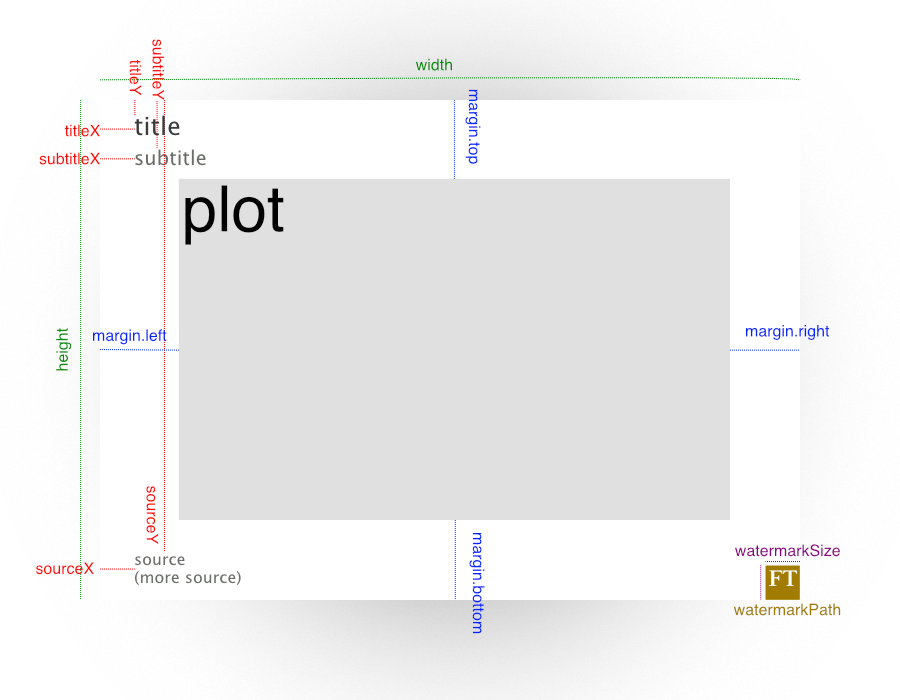 width
subtitleY
titleY
margin.top
titleX
title
subtitleX
subtitle
plot
height
margin.left
margin.right
sourceY
margin.bottom
sourceX
source
(more source)
watermarkSize
FT
watermarkPath